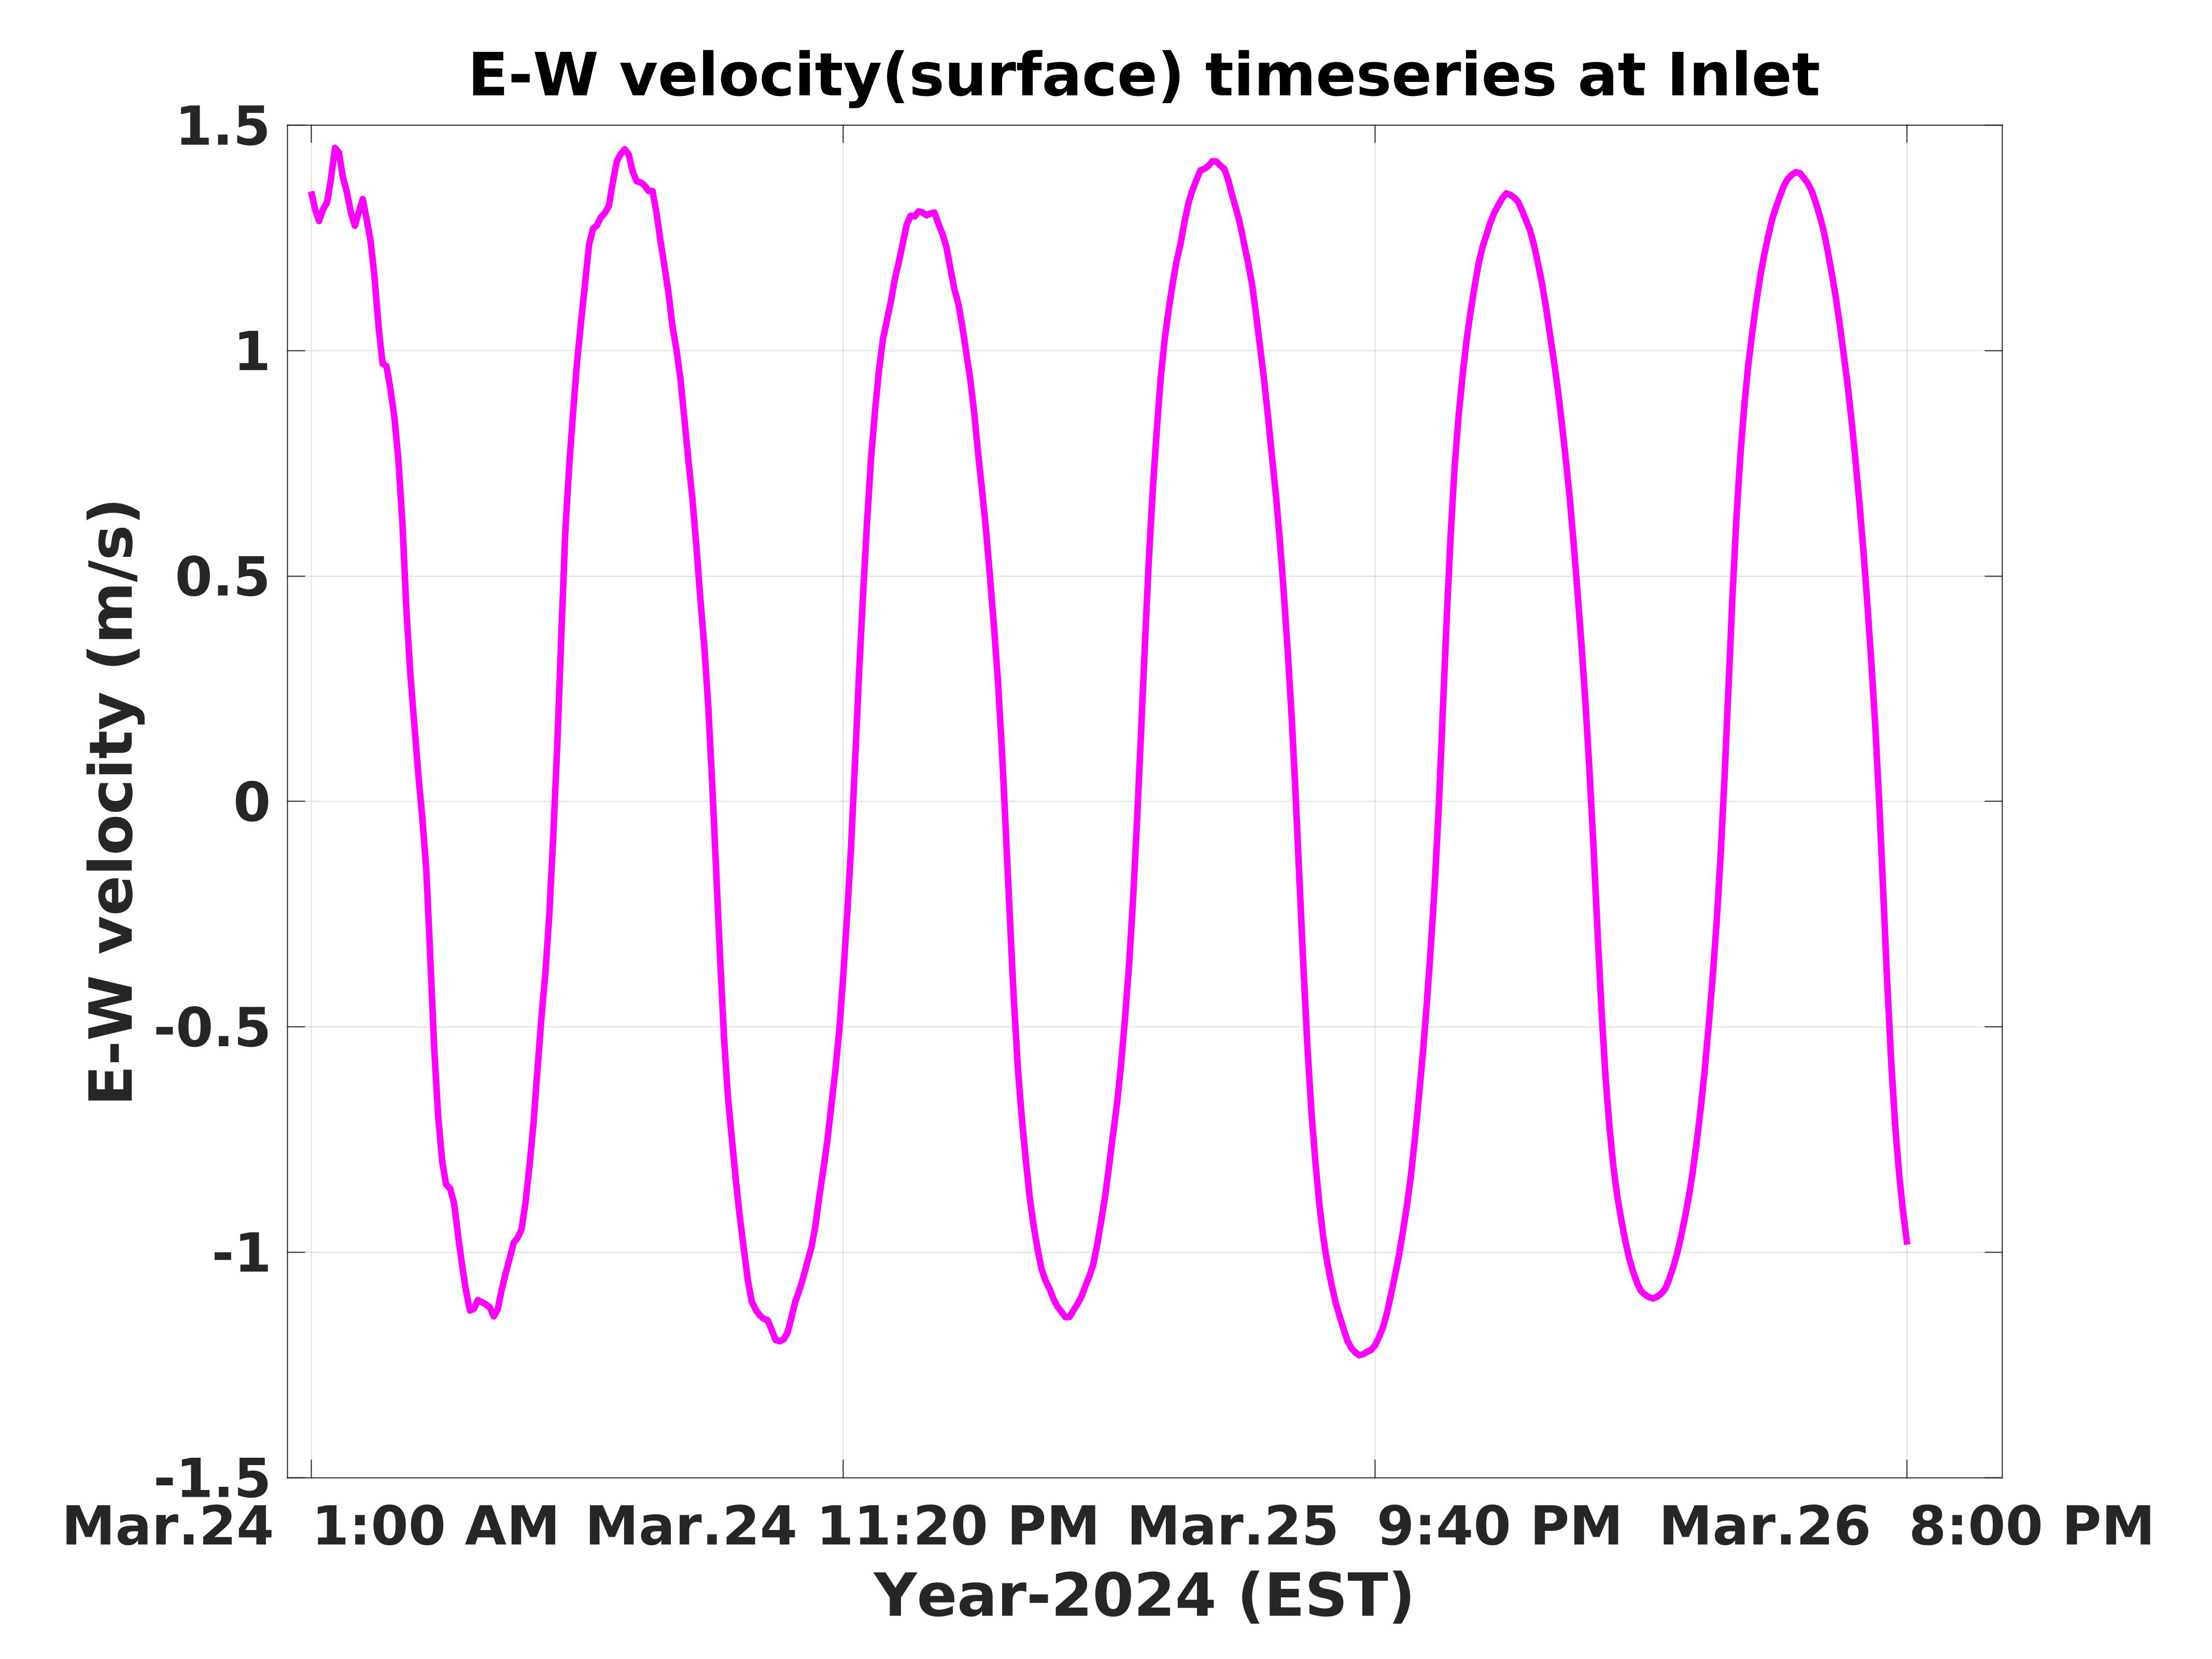 E-W velocity(surface) timeseries at Inlet
1.5
1
0.5
0
-0.5
-1
-1.5
E-W velocity (m/s)
Mar.24 1:00 AM Mar.24 11:20 PM Mar.25 9:40 PM Mar.26 8:00 PM
Year-2024 (EST)